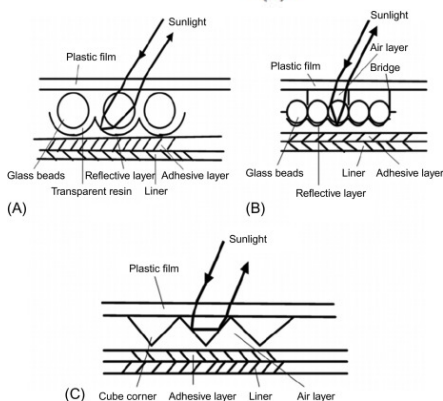 Sunlight
Plastic film
Glass beads
Transparent resin
Reflective layer
Liner
Adhesive layer
(A)
Sunlight
Air layer
Plastic film
Bridge
Glass beads
Reflective layer
Liner
Adhesive layer
(B)
Sunlight
Plastic film
Cube corner
Adhesive layer
Liner
Air layer
(C)